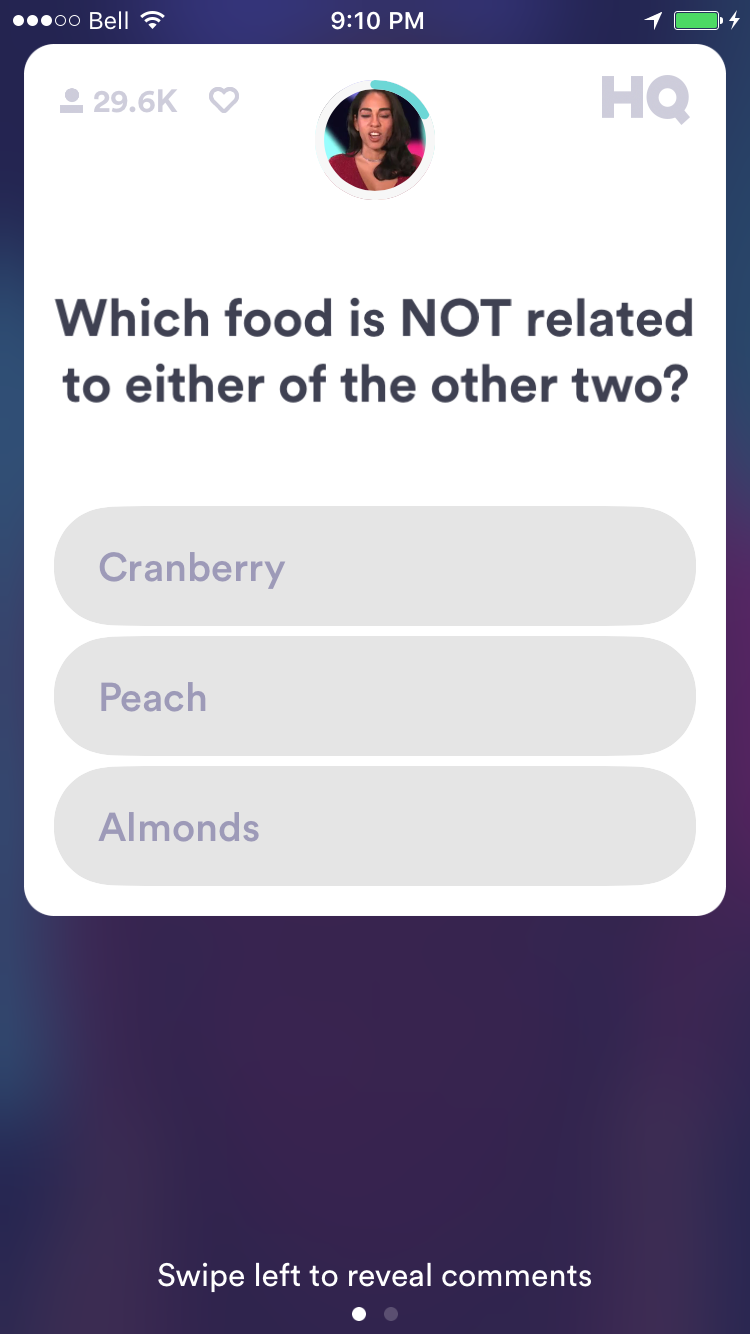 Bell 9:10 PM
29.6K HQ
Which food is NOT related
to either of the other two?
Cranberry
Peach
Almonds
Swipe left to reveal comments